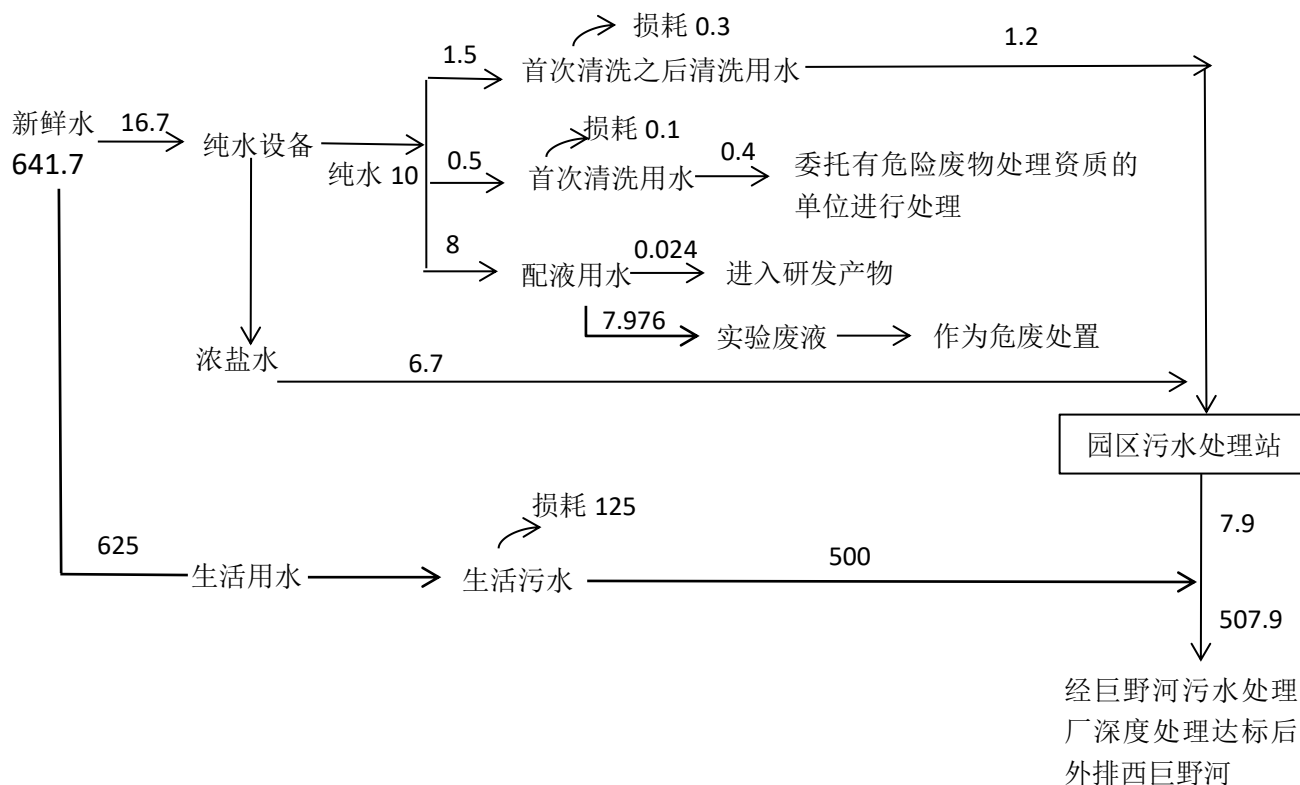 损耗 0.3
1.5
1.2
首次清洗之后清洗用水
新鲜水
16.7
641.7
纯水设备
纯水 10
损耗 0.1
0.5
首次清洗用水
0.4
委托有危险废物处理资质的
单位进行处理
8
配液用水
0.024
进入研发产物
7.976
实验废液
作为危废处置
浓盐水
6.7
园区污水处理站
7.9
损耗 125
625
生活用水
生活污水
500
507.9
经巨野河污水处理
厂深度处理达标后
外排西巨野河